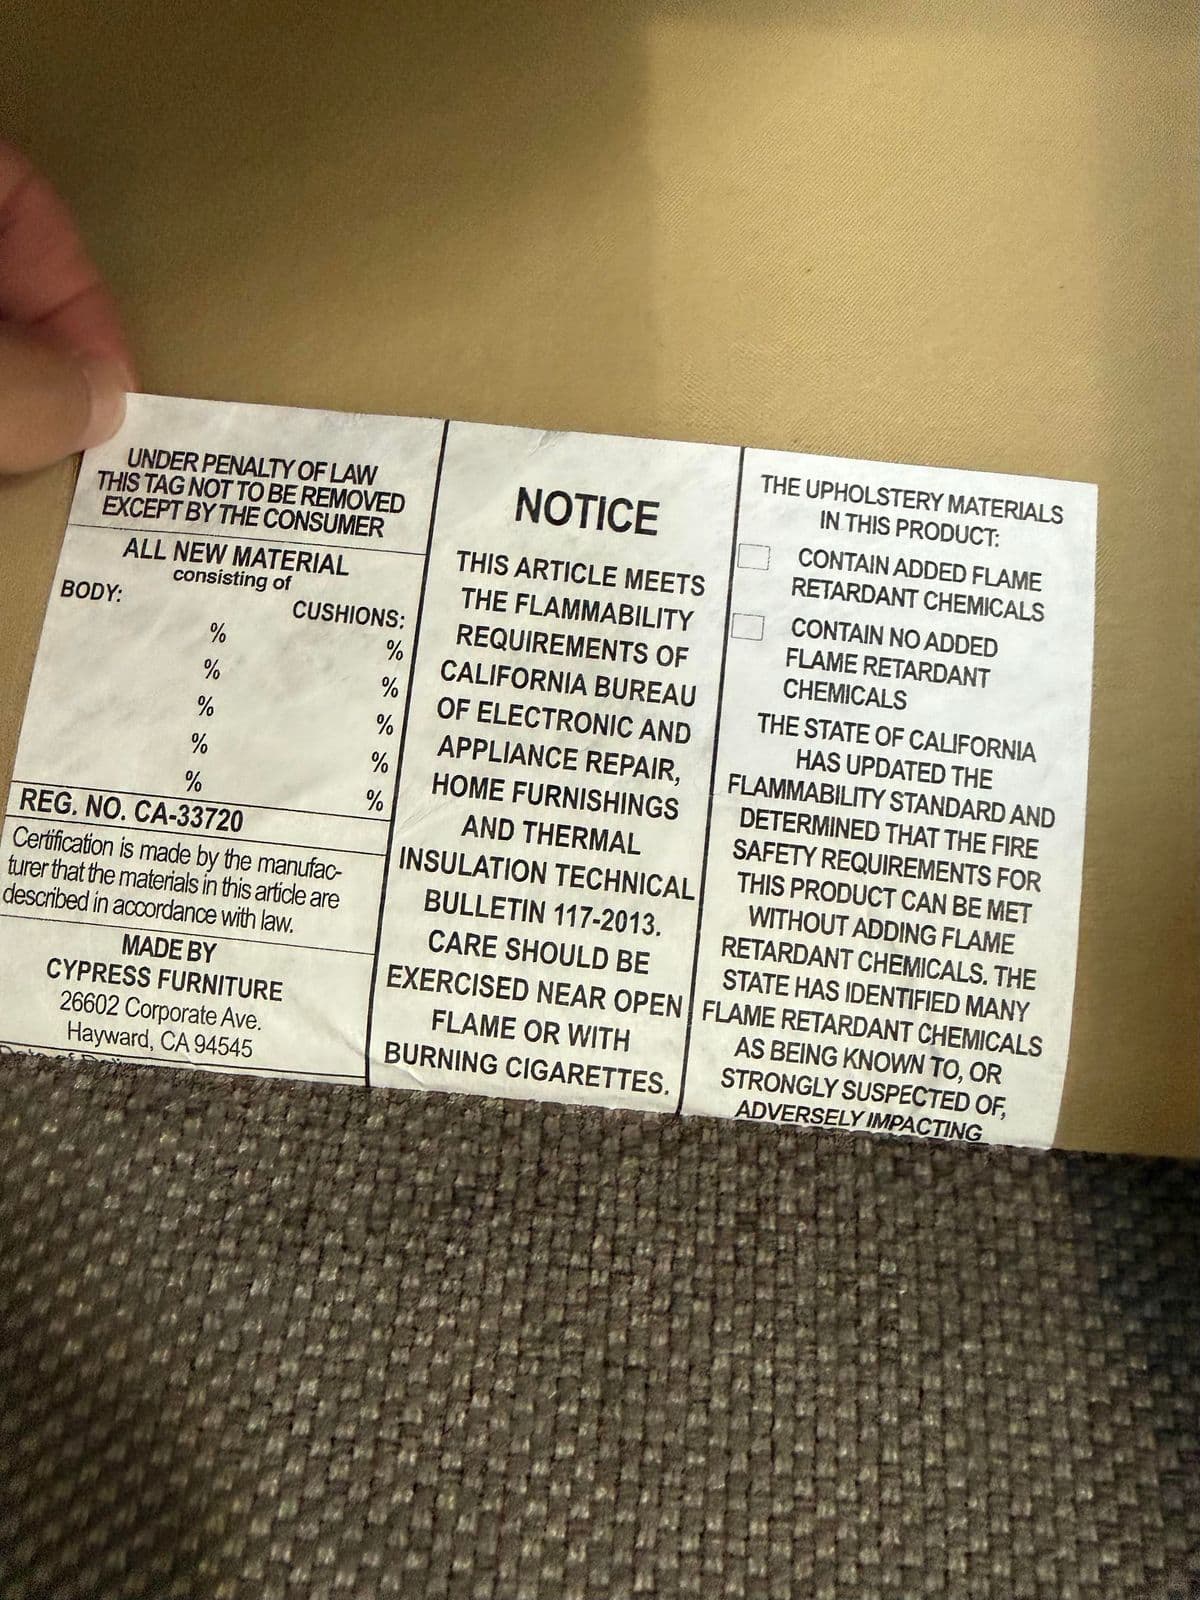 UNDER PENALTY OF LAW
THIS TAG NOT TO BE REMOVED
EXCEPT BY THE CONSUMER
ALL NEW MATERIAL
consisting of
BODY:
CUSHIONS:
% %
% %
% %
% %
% %
REG. NO. CA-33720
Certification is made by the manufac-
turer that the materials in this article are
described in accordance with law.
MADE BY
CYPRESS FURNITURE
26602 Corporate Ave.
Hayward, CA 94545
NOTICE
THIS ARTICLE MEETS
THE FLAMMABILITY
REQUIREMENTS OF
CALIFORNIA BUREAU
OF ELECTRONIC AND
APPLIANCE REPAIR,
HOME FURNISHINGS
AND THERMAL
INSULATION TECHNICAL
BULLETIN 117-2013.
CARE SHOULD BE
EXERCISED NEAR OPEN
FLAME OR WITH
BURNING CIGARETTES.
THE UPHOLSTERY MATERIALS
IN THIS PRODUCT:
CONTAIN ADDED FLAME
RETARDANT CHEMICALS
CONTAIN NO ADDED
FLAME RETARDANT
CHEMICALS
THE STATE OF CALIFORNIA
HAS UPDATED THE
FLAMMABILITY STANDARD AND
DETERMINED THAT THE FIRE
SAFETY REQUIREMENTS FOR
THIS PRODUCT CAN BE MET
WITHOUT ADDING FLAME
RETARDANT CHEMICALS. THE
STATE HAS IDENTIFIED MANY
FLAME RETARDANT CHEMICALS
AS BEING KNOWN TO, OR
STRONGLY SUSPECTED OF,
ADVERSELY IMPACTING